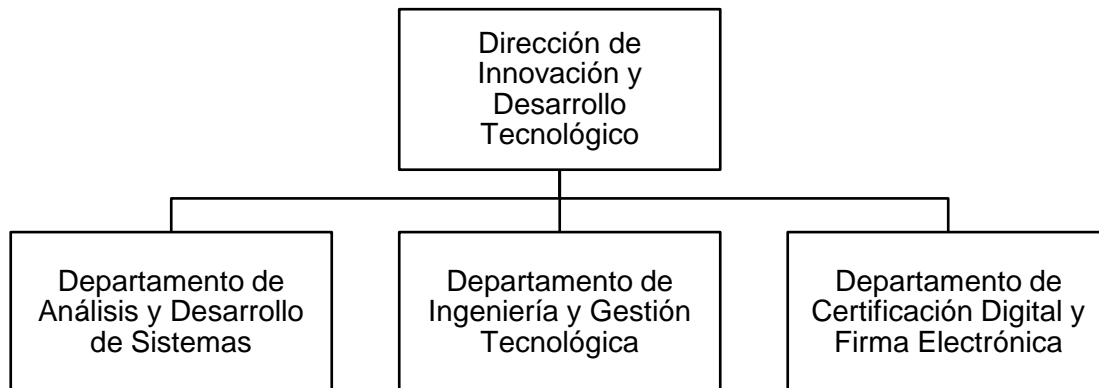 Dirección de
Innovación y
Desarrollo
Tecnológico
Departamento de
Análisis y Desarrollo
de Sistemas
Departamento de
Ingeniería y Gestión
Tecnológica
Departamento de
Certificación Digital y
Firma Electrónica